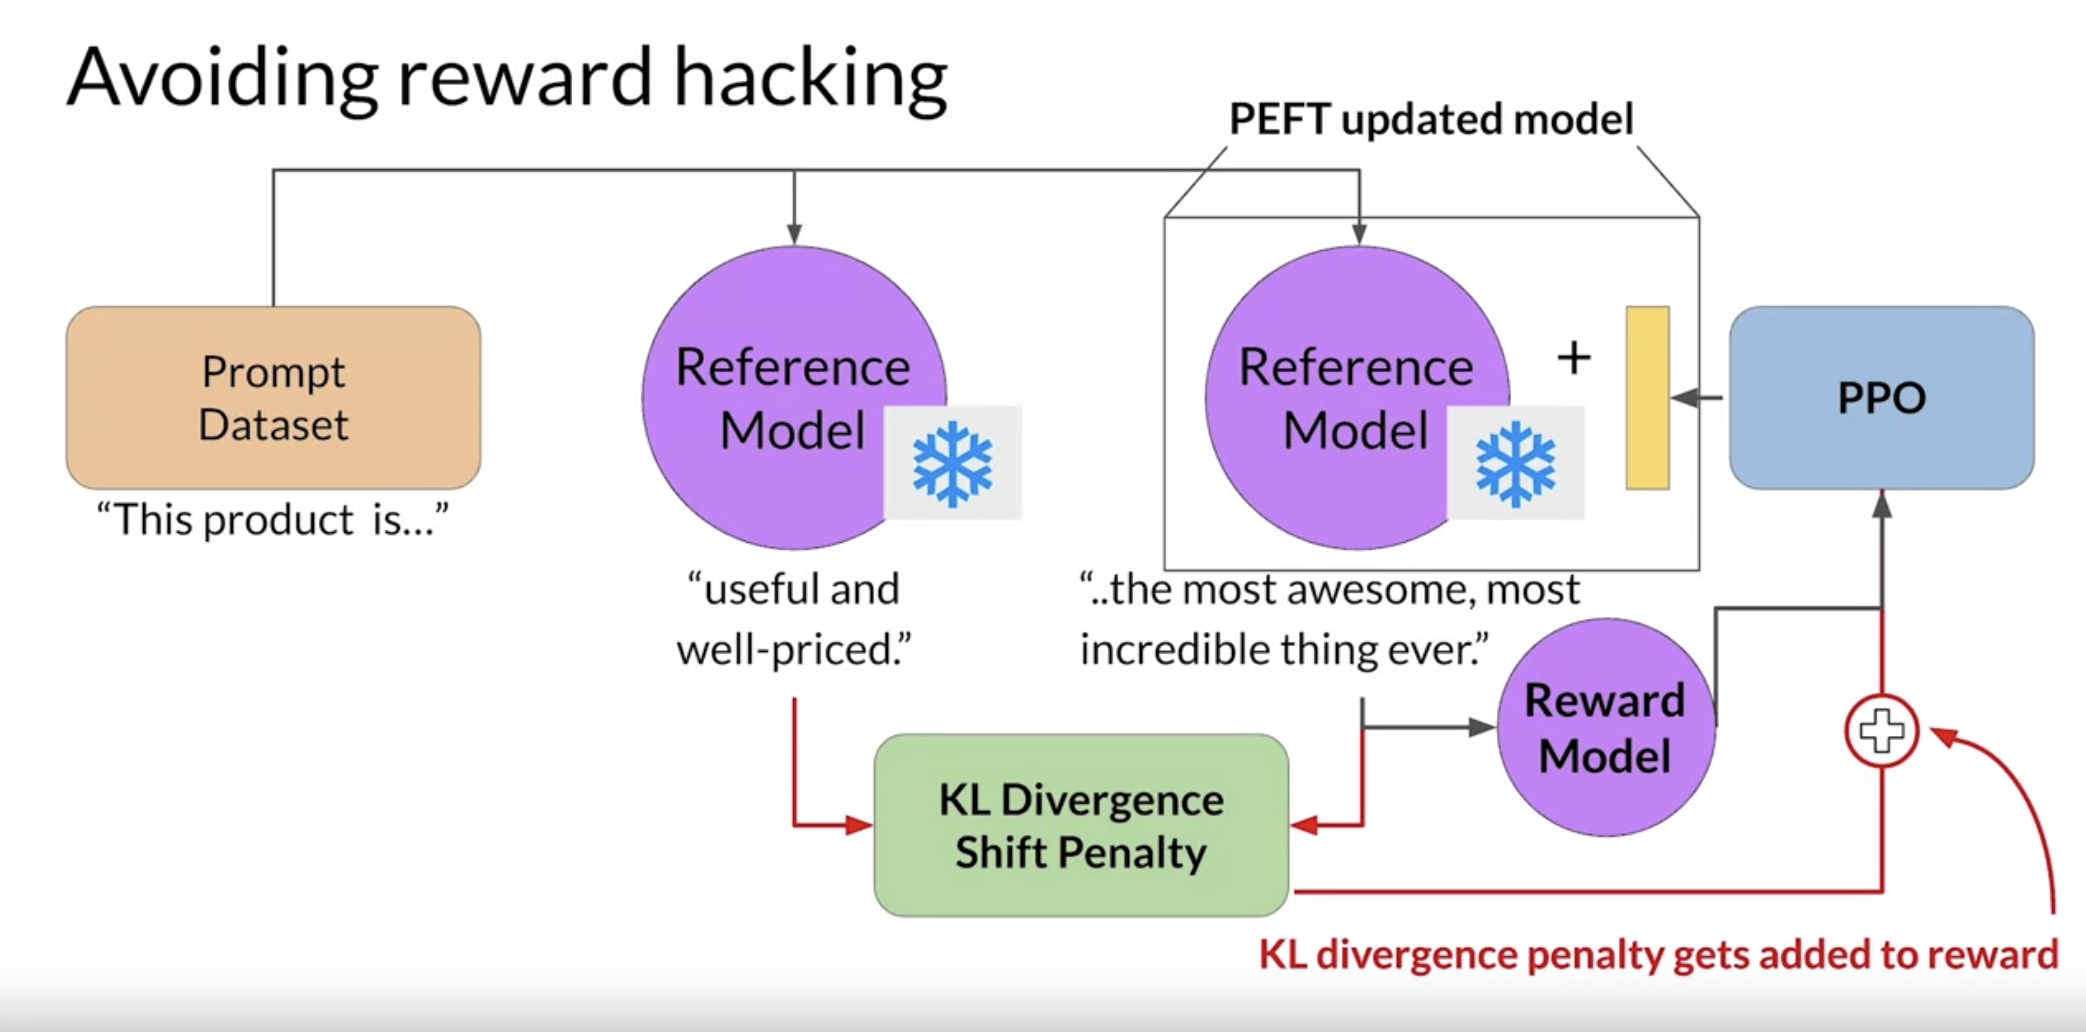 Avoiding reward hacking
PEFT updated model
Prompt
Dataset
“This product is...”
Reference
Model
“useful and
well-priced.”
Reference
Model
+
“..the most awesome, most
incredible thing ever.”
PPO
Reward
Model
KL Divergence
Shift Penalty
KL divergence penalty gets added to reward